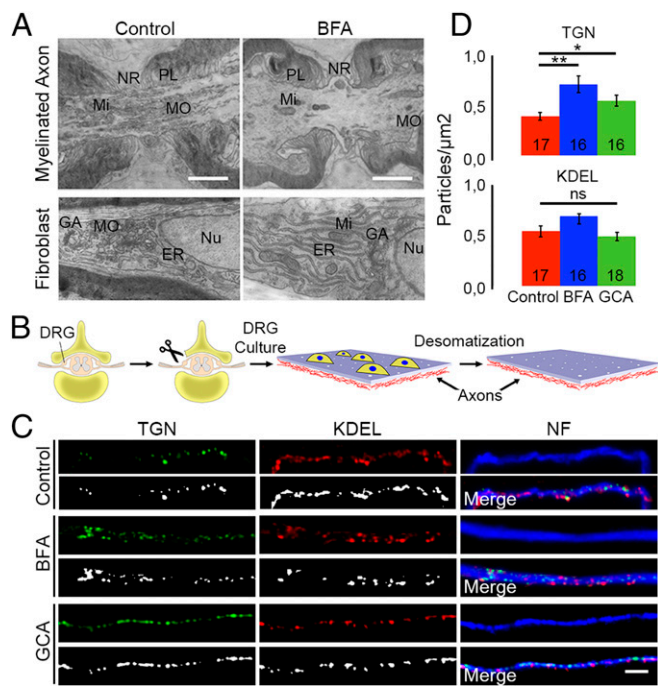 A
Control
BFA
Myelinated Axon
NR
PL
Mi
MO
PL
NR
Mi
MO
Fibroblast
GA
MO
ER
Nu
Mi
GA
ER
Nu
D
TGN
*
**
Particles/µm2
1,0
0,5
0,0
17
16
16
KDEL
ns
1,0
0,5
0,0
17
16
18
Control BFA GCA
B
DRG
DRG
Culture
Desomatization
Axons
C
TGN
KDEL
NF
Control
Merge
BFA
Merge
GCA
Merge